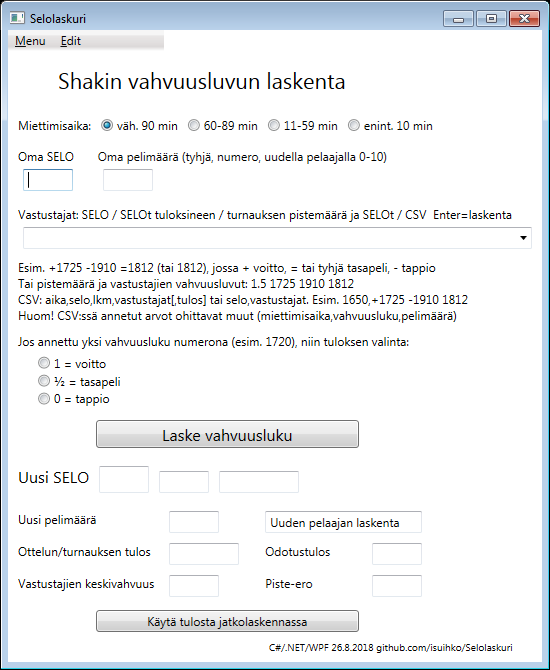 Selolaskuri
Menu Edit
Shakin vahvuusluvun laskenta
Miettimisaika: väh. 90 min 60-89 min 11-59 min enint. 10 min
Oma SELO Oma pelimäärä (tyhjä, numero, uudella pelaajalla 0-10)
Vastustajat: SELO / SELOt tuloksineen / turnauksen pistemäärä ja SELOt / CSV Enter=laskenta
Esim. +1725 -1910 =1812 (tai 1812), jossa + voitto, = tai tyhjä tasapeli, - tappio
Tai pistemäärä ja vastustajien vahvuusluvut: 1.5 1725 1910 1812
CSV: aika,selo,lkm,vastustajat[,tulos] tai selo,vastustajat. Esim. 1650,+1725 -1910 1812
Huom! CSV:ssä annetut arvot ohittavat muut (miettimisaika,vahvuusluku,pelimäärä)
Jos annettu yksi vahvuusluku numerona (esim. 1720), niin tuloksen valinta:
1 = voitto
½ = tasapeli
0 = tappio
Laske vahvuusluku
Uusi SELO
Uusi pelimäärä Uuden pelaajan laskenta
Ottelun/turnauksen tulos Odotustulos
Vastustajien keskivahvuus Piste-ero
Käytä tulosta jatkolaskennassa
C#/.NET/WPF 26.8.2018 github.com/isuihko/Selolaskuri